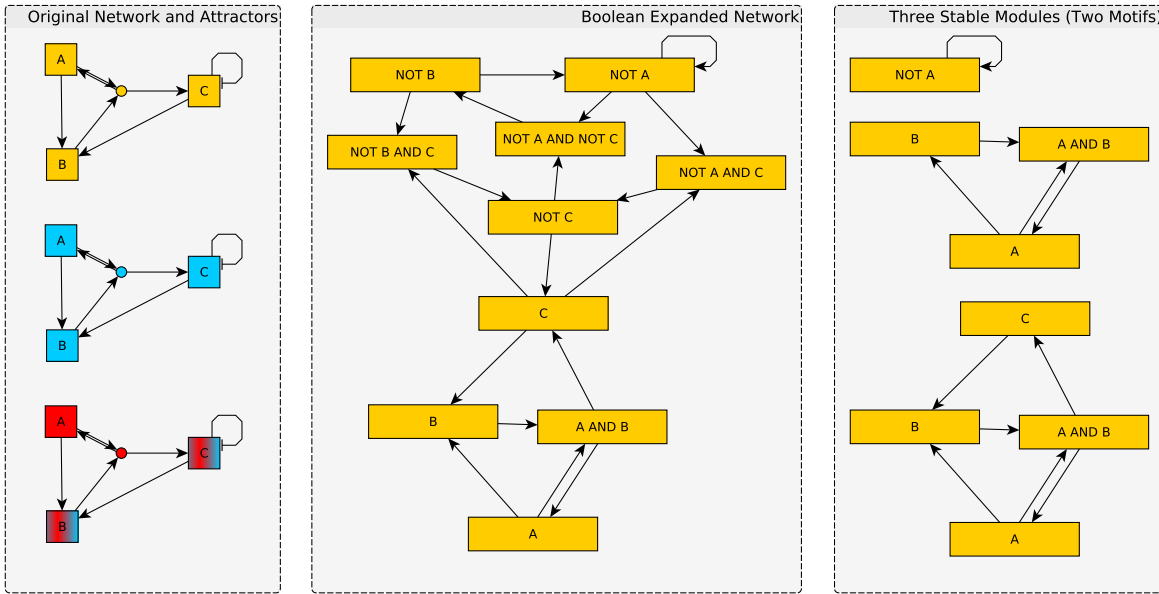 Original Network and Attractors
A
C
B
A
C
B
A
C
B
Boolean Expanded Network
NOT B
NOT A
NOT A AND NOT C
NOT B AND C
NOT A AND C
NOT C
C
B
A AND B
A
Three Stable Modules (Two Motifs)
NOT A
B
A AND B
A
C
B
A AND B
A